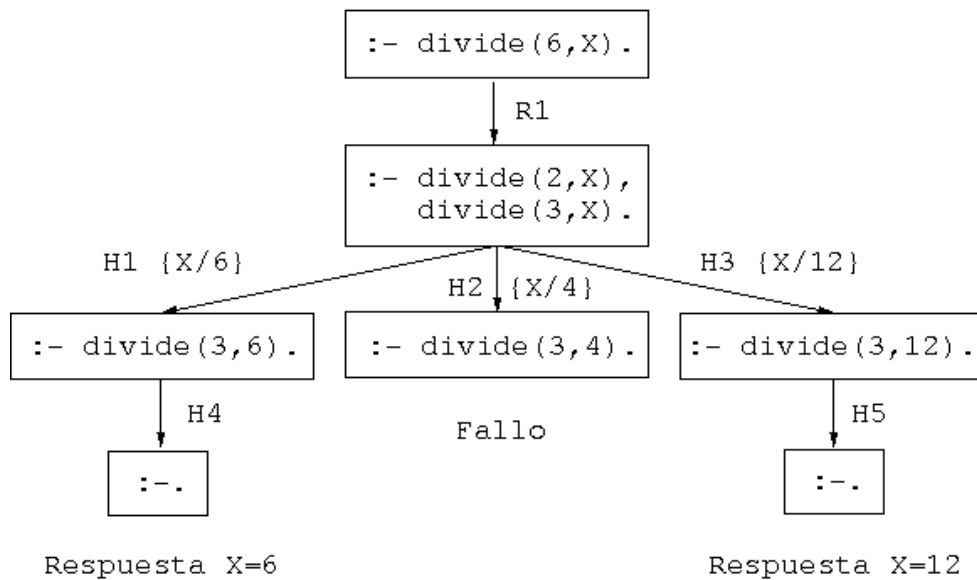 :- divide(6,X).
R1
:- divide(2,X),
divide(3,X).
H1 {X/6}
H2 {X/4}
H3 {X/12}
:- divide(3,6).
:- divide(3,4).
:- divide(3,12).
H4
Fallo
H5
:-.
:-.
Respuesta X=6
Respuesta X=12